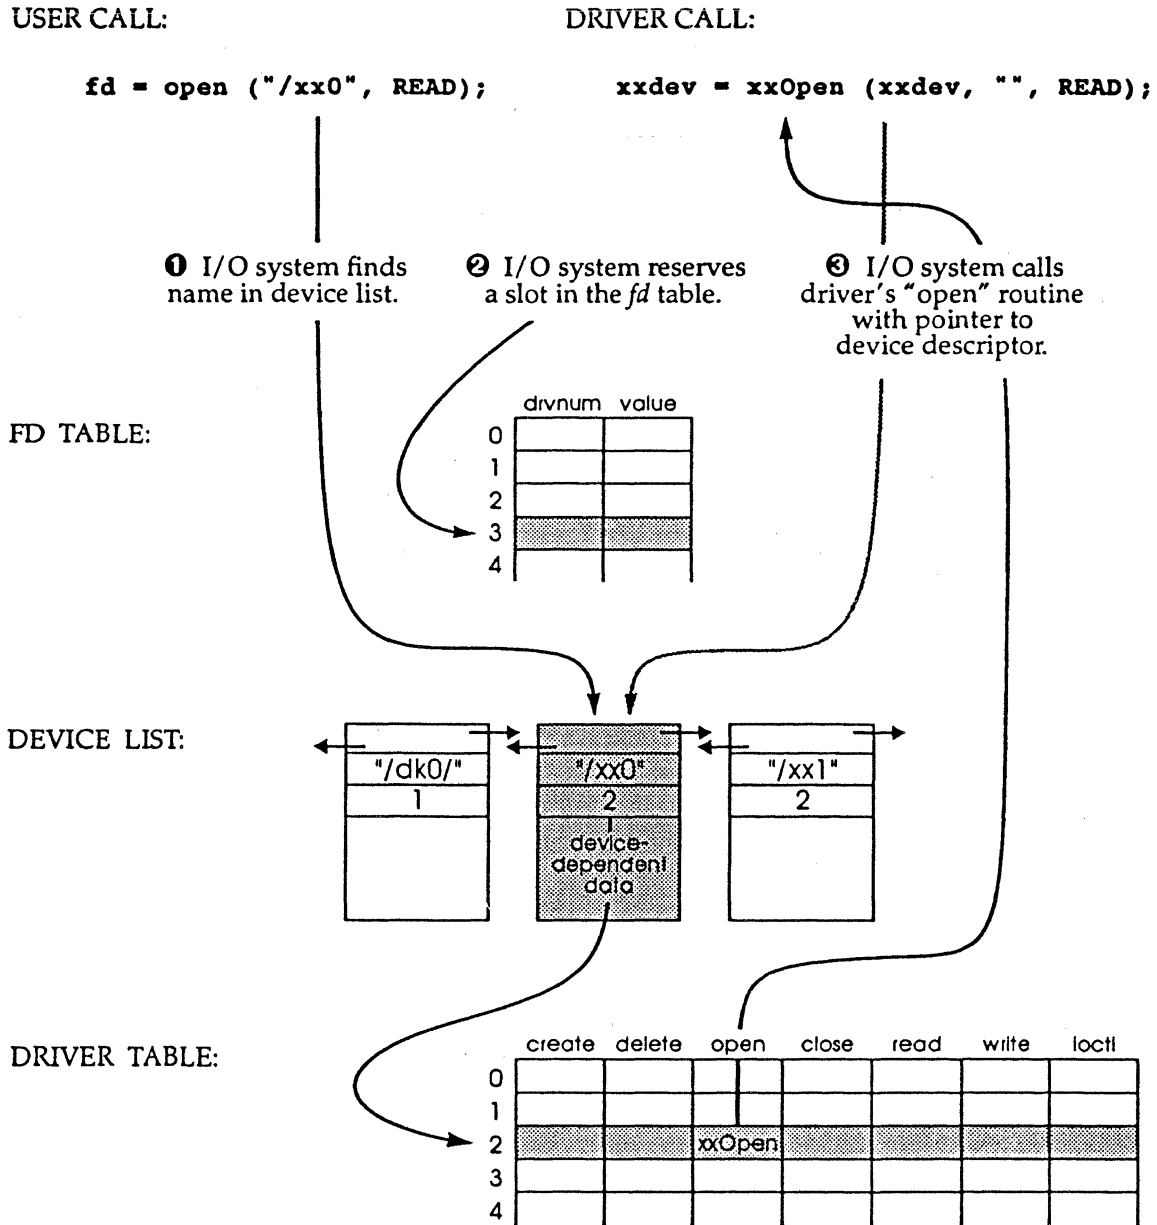 USER CALL:
DRIVER CALL:
fd = open ("/xx0", READ);
xxdev = xxOpen (xxdev, "", READ);
❶ I/O system finds
name in device list.
❷ I/O system reserves
a slot in the fd table.
❸ I/O system calls
driver's "open" routine
with pointer to
device descriptor.
FD TABLE:
drvnum value
0
1
2
3
4
DEVICE LIST:
"/dk0/"
1
"/xx0"
2
device-
dependent
data
"/xx1"
2
DRIVER TABLE:
create delete open close read write ioctl
0
1
2 xxOpen
3
4